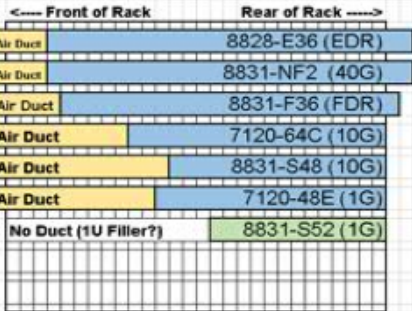 <---- Front of Rack Rear of Rack ----->
Air Duct 8828-E36 (EDR)
Air Duct 8831-NF2 (40G)
Air Duct 8831-F36 (FDR)
Air Duct 7120-64C (10G)
Air Duct 8831-S48 (10G)
Air Duct 7120-48E (1G)
No Duct (1U Filler?) 8831-S52 (1G)